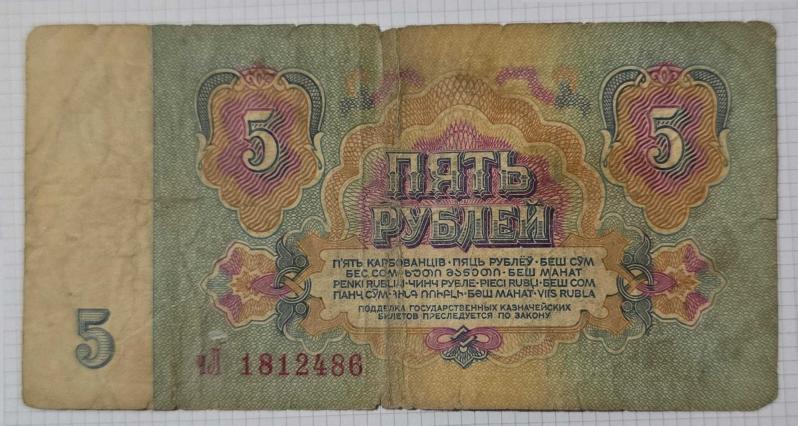 5 5
ПЯТЬ
РУБЛЕЙ
П'ЯТЬ КАРБОВАНЦІВ · ПЯЦЬ РУБЛЁЎ · БЕШ СЎМ
БЕС СОМ · ხუთი მანეთი · БЕШ МАНАТ
PENKI RUBLIAI · ЧИНЧ РУБЛЕ · PIECI RUBĻI · БЕШ СОМ
ПАНҶ СӮМ · ՀԻՆԳ ՌՈՒԲԼԻ · БӘШ МАНАТ · VIIS RUBLA
ПОДДЕЛКА ГОСУДАРСТВЕННЫХ КАЗНАЧЕЙСКИХ
БИЛЕТОВ ПРЕСЛЕДУЕТСЯ ПО ЗАКОНУ
5
чЛ 1812486